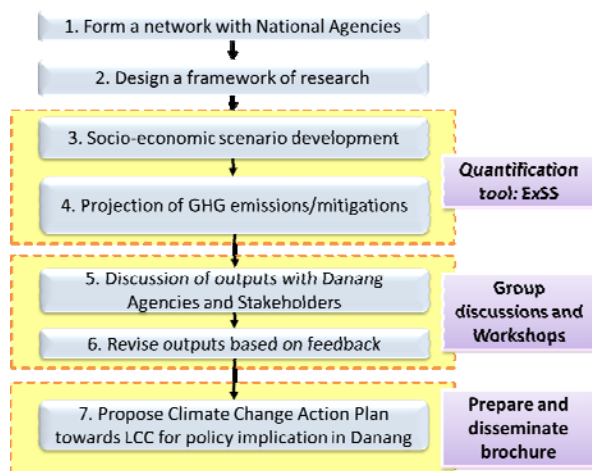 1. Form a network with National Agencies
2. Design a framework of research
3. Socio-economic scenario development
4. Projection of GHG emissions/mitigations
Quantification
tool: ExSS
5. Discussion of outputs with Danang
Agencies and Stakeholders
6. Revise outputs based on feedback
Group
discussions and
Workshops
7. Propose Climate Change Action Plan
towards LCC for policy implication in Danang
Prepare and
disseminate
brochure